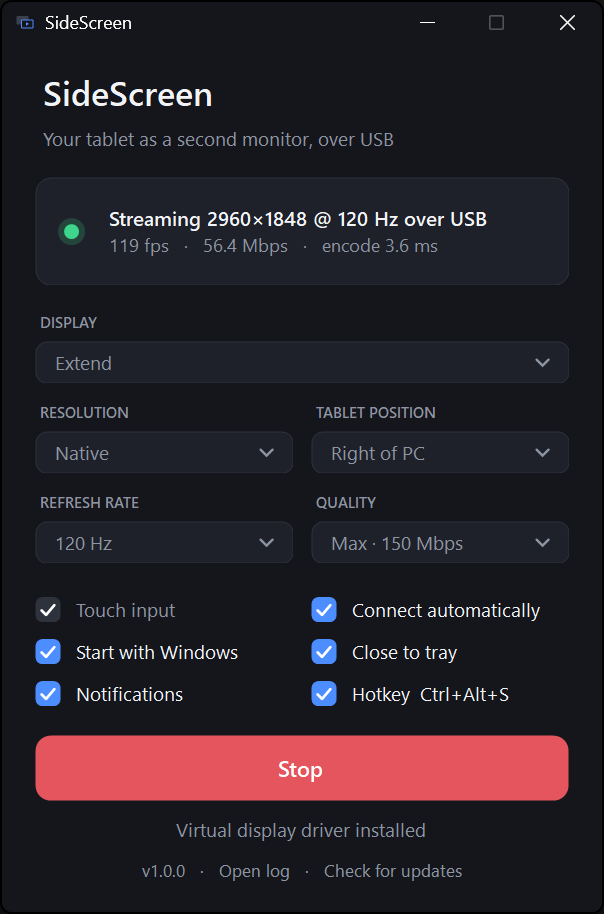 SideScreen
SideScreen
Your tablet as a second monitor, over USB
Streaming 2960×1848 @ 120 Hz over USB
119 fps · 56.4 Mbps · encode 3.6 ms
DISPLAY
Extend
RESOLUTION TABLET POSITION
Native Right of PC
REFRESH RATE QUALITY
120 Hz Max · 150 Mbps
Touch input Connect automatically
Start with Windows Close to tray
Notifications Hotkey Ctrl+Alt+S
Stop
Virtual display driver installed
v1.0.0 · Open log · Check for updates